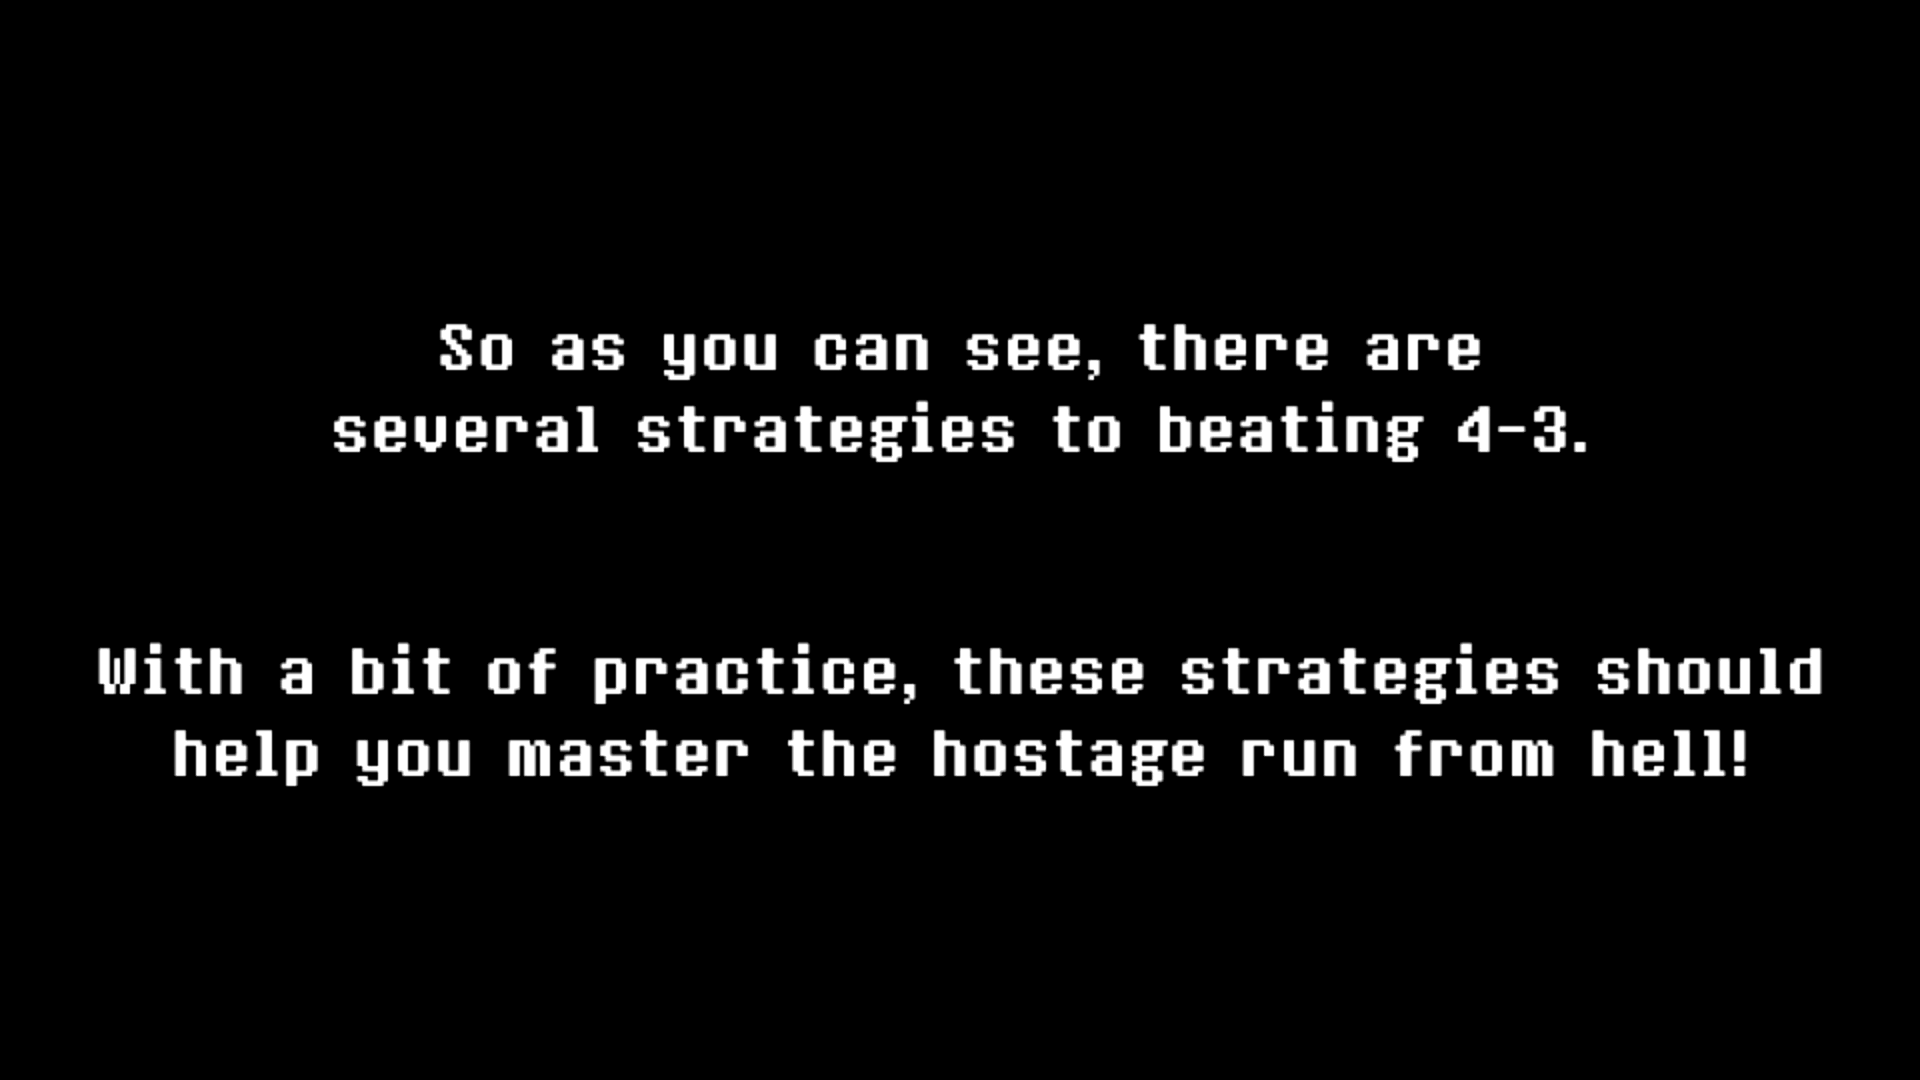 So as you can see, there are
several strategies to beating 4-3.
With a bit of practice, these strategies should
help you master the hostage run from hell!